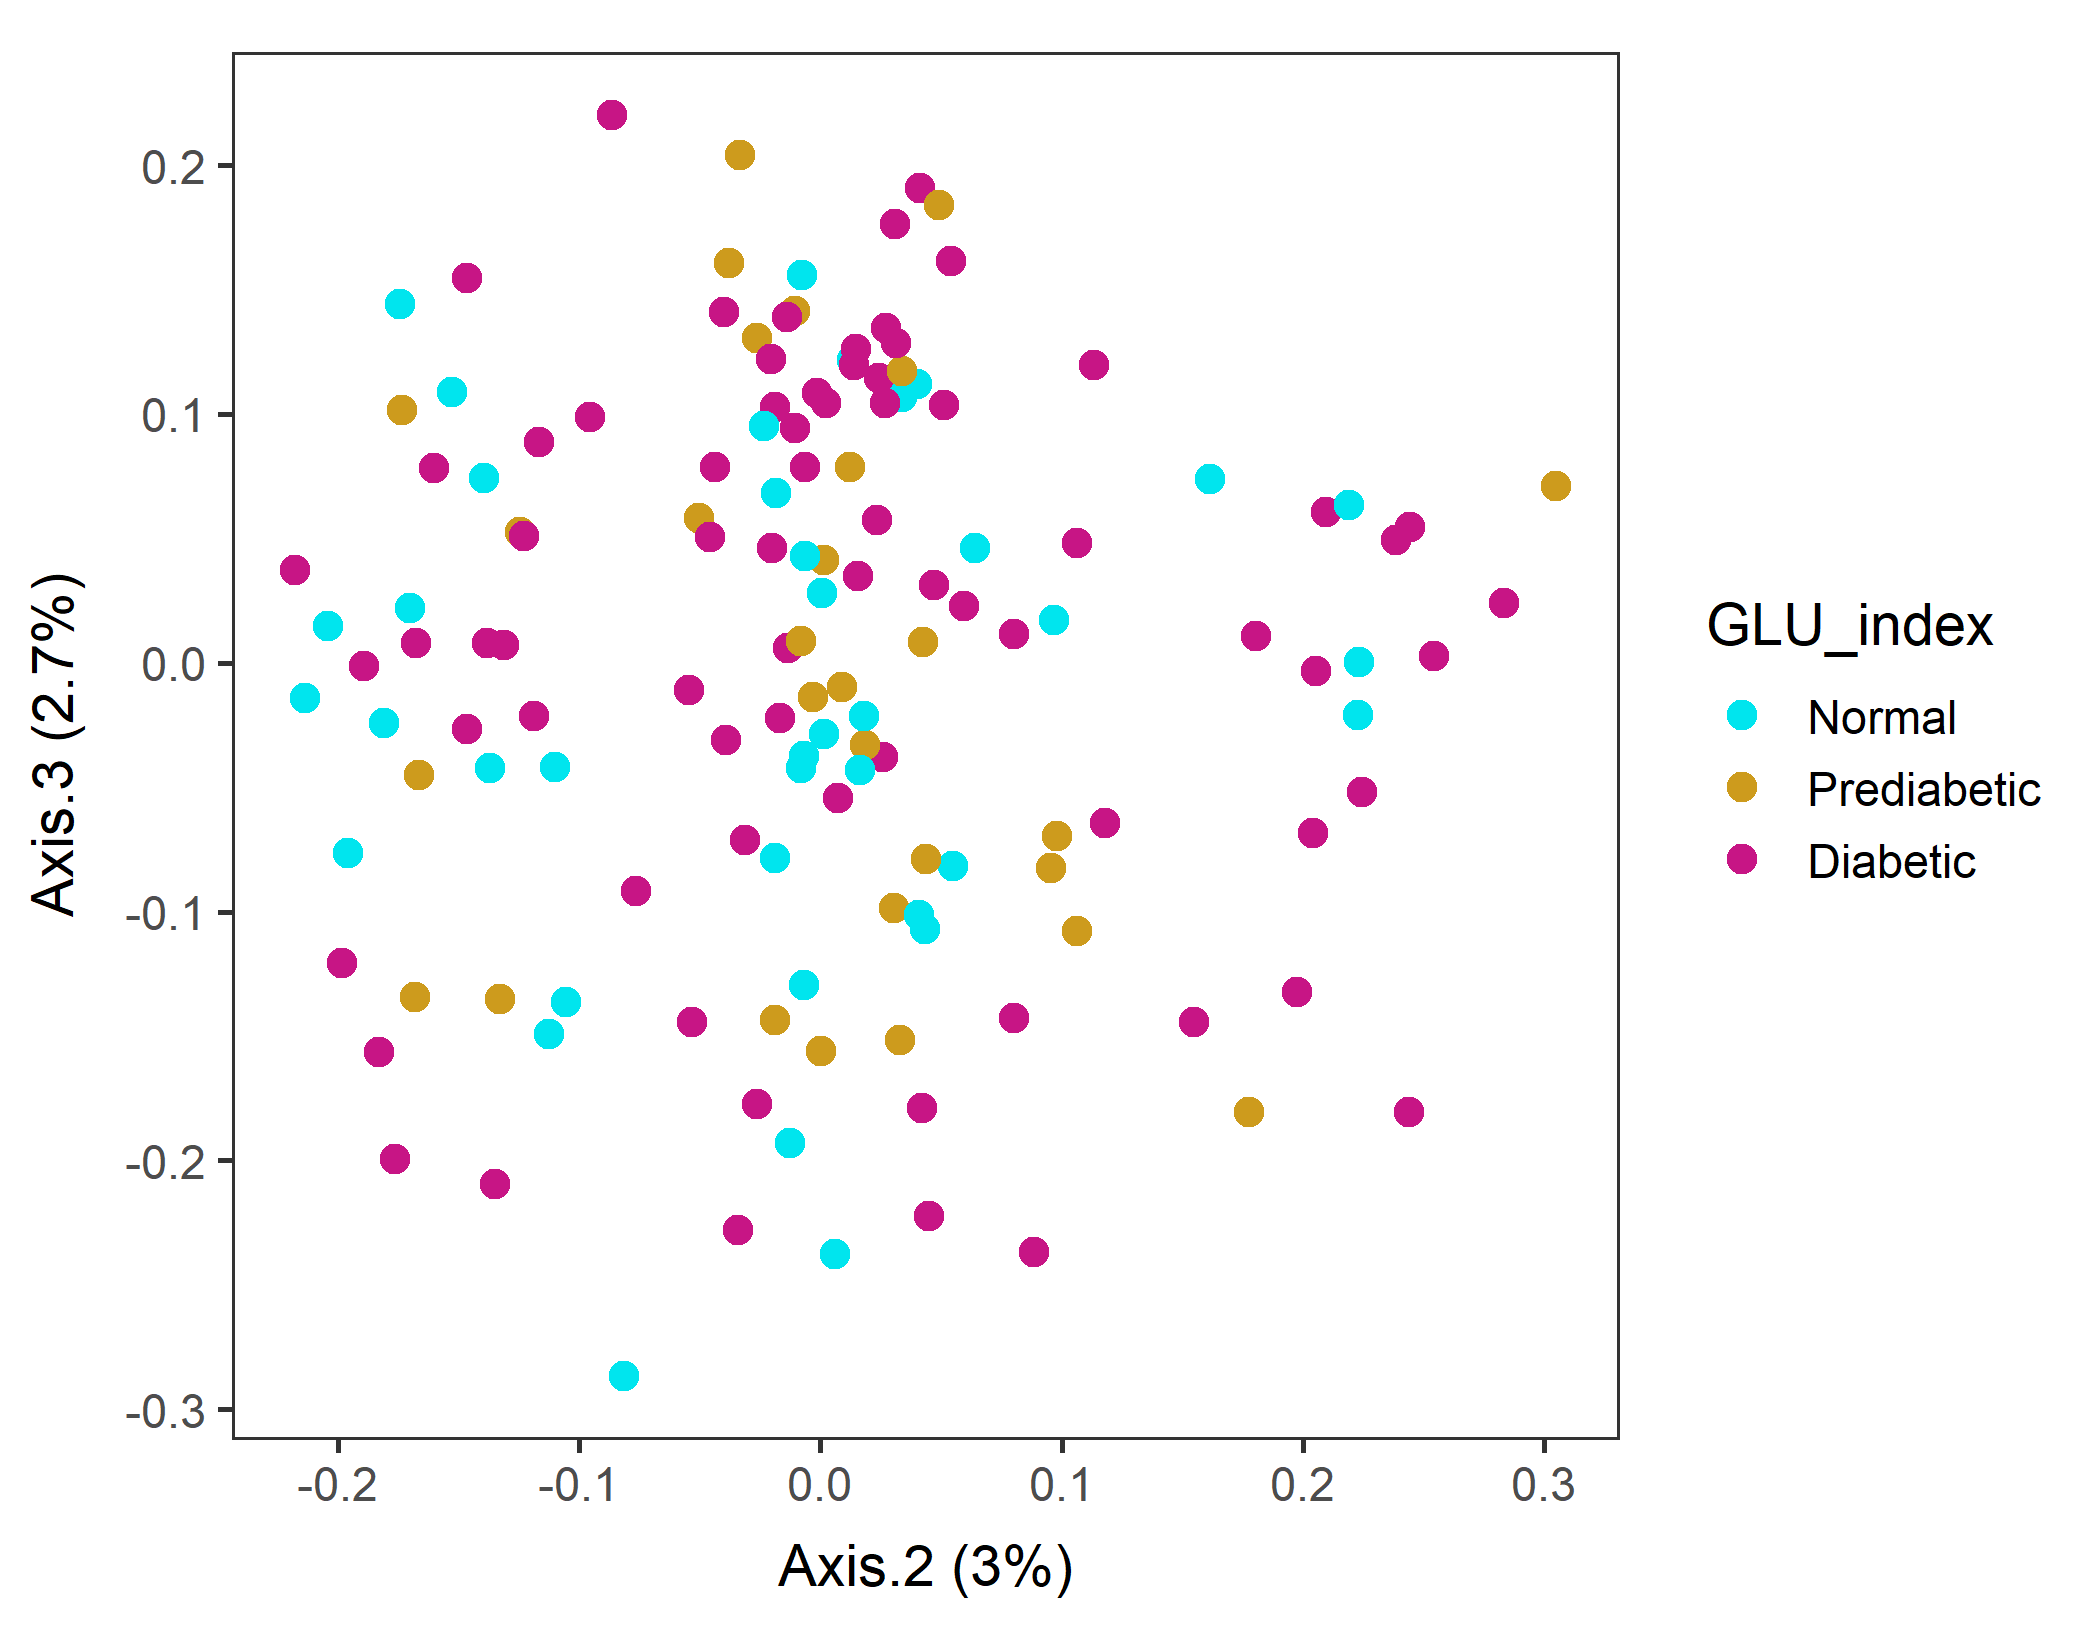 0.2
0.1
0.0
-0.1
-0.2
-0.3
Axis.3 (2.7%)
-0.2 -0.1 0.0 0.1 0.2 0.3
Axis.2 (3%)
GLU_index
Normal
Prediabetic
Diabetic